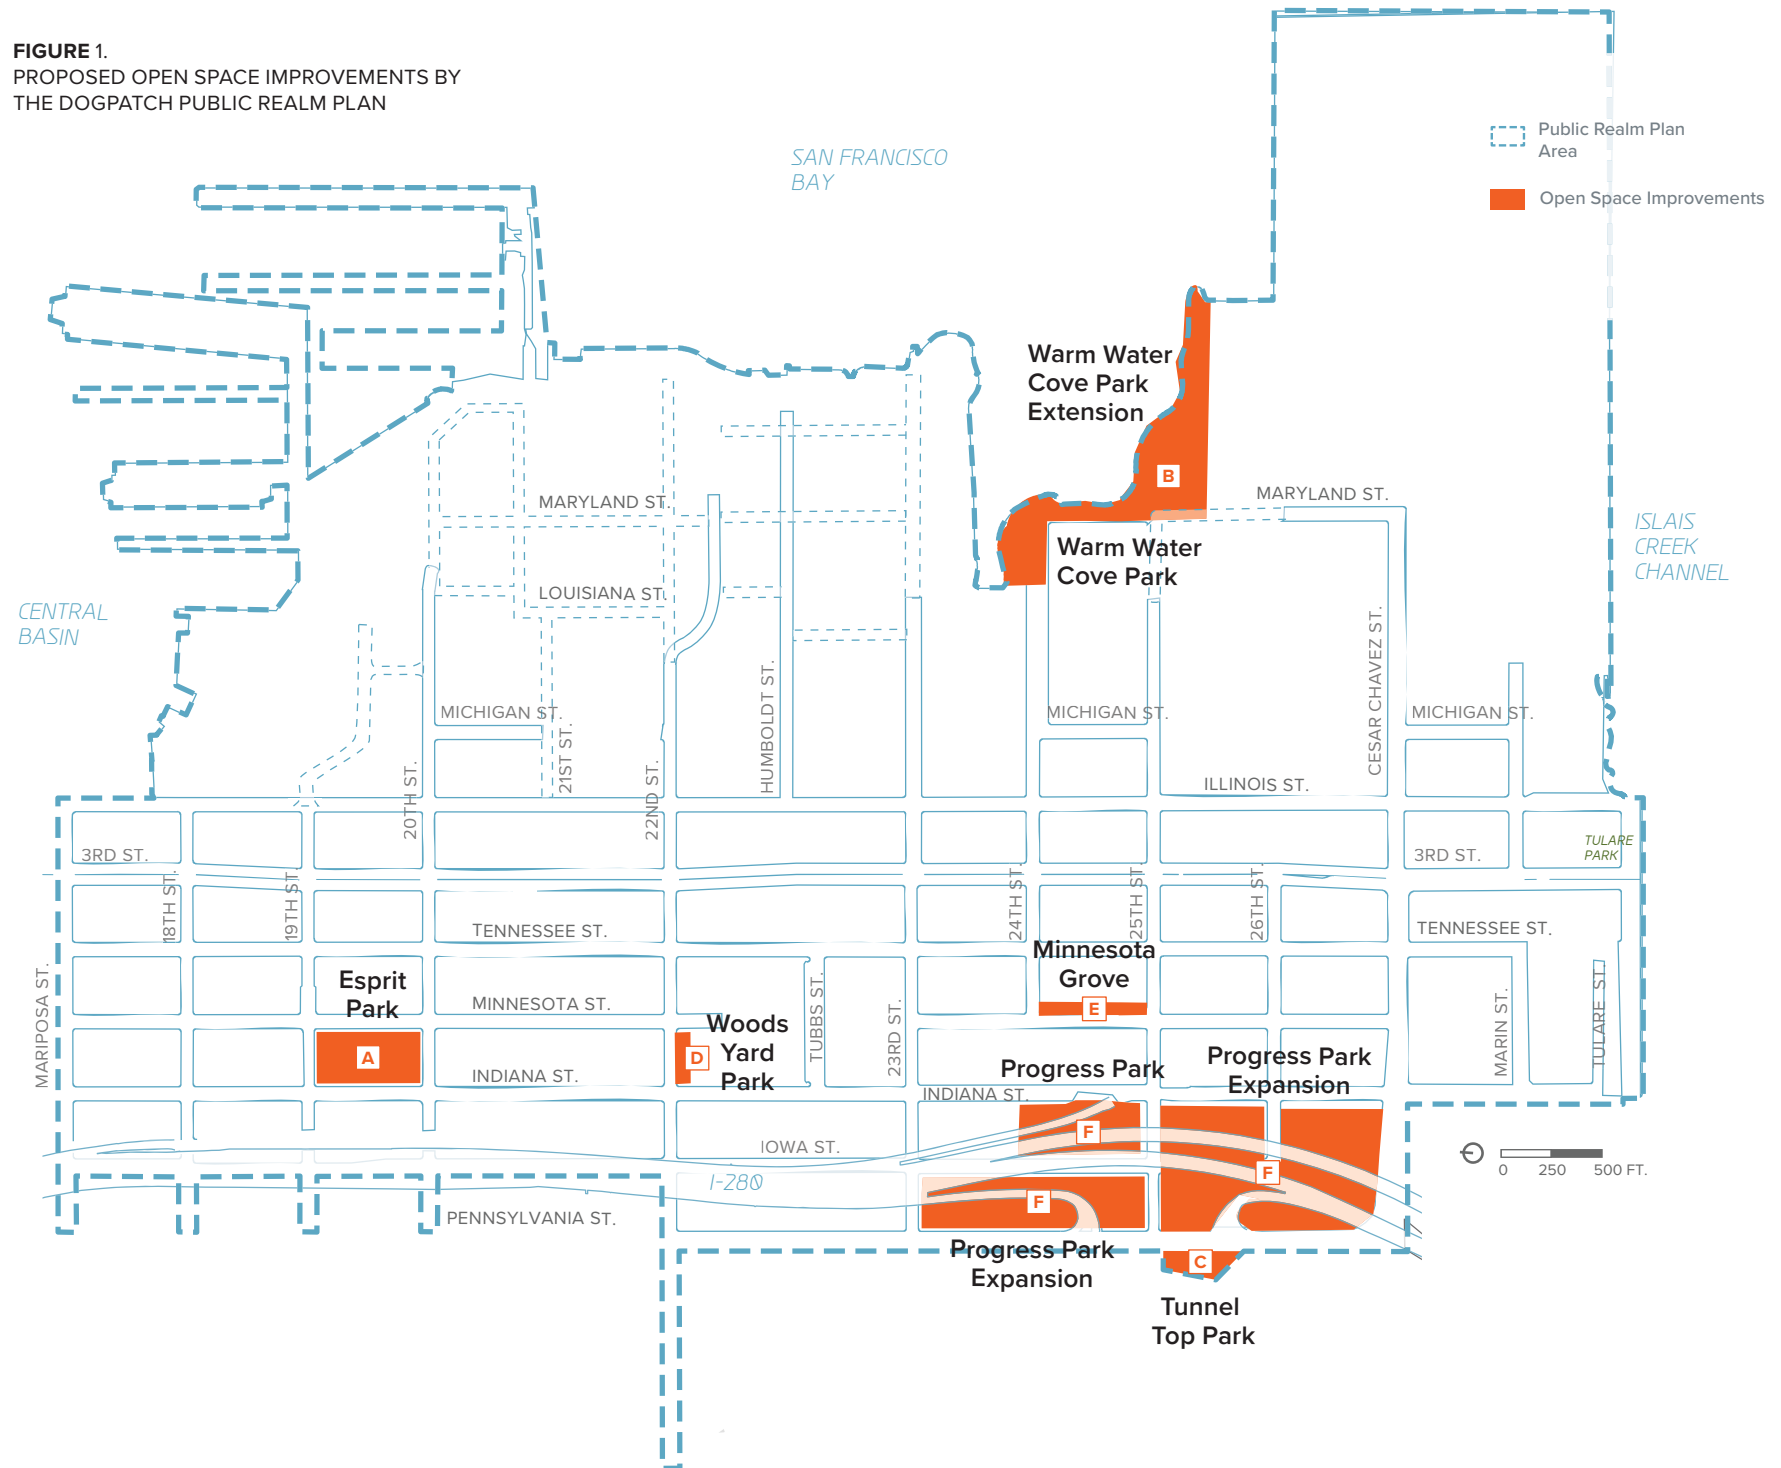 FIGURE 1.
PROPOSED OPEN SPACE IMPROVEMENTS BY
THE DOGPATCH PUBLIC REALM PLAN
Public Realm Plan
Area
Open Space Improvements
SAN FRANCISCO
BAY
CENTRAL
BASIN
ISLAIS
CREEK
CHANNEL
Warm Water
Cove Park
Extension
B
Warm Water
Cove Park
MARYLAND ST.
MARYLAND ST.
LOUISIANA ST.
MICHIGAN ST.
MICHIGAN ST.
MICHIGAN ST.
ILLINOIS ST.
20TH ST.
21ST ST.
22ND ST.
HUMBOLDT ST.
CESAR CHAVEZ ST.
3RD ST.
3RD ST.
TULARE
PARK
18TH ST.
19TH ST.
24TH ST.
25TH ST.
26TH ST.
TENNESSEE ST.
TENNESSEE ST.
Minnesota
Grove
E
Esprit
Park
A
MINNESOTA ST.
MARIPOSA ST.
Woods
Yard
Park
D
TUBBS ST.
23RD ST.
MARIN ST.
TULARE ST.
INDIANA ST.
INDIANA ST.
Progress Park
F
Progress Park
Expansion
F
IOWA ST.
I-280
PENNSYLVANIA ST.
F
Progress Park
Expansion
C
Tunnel
Top Park
0 250 500 FT.